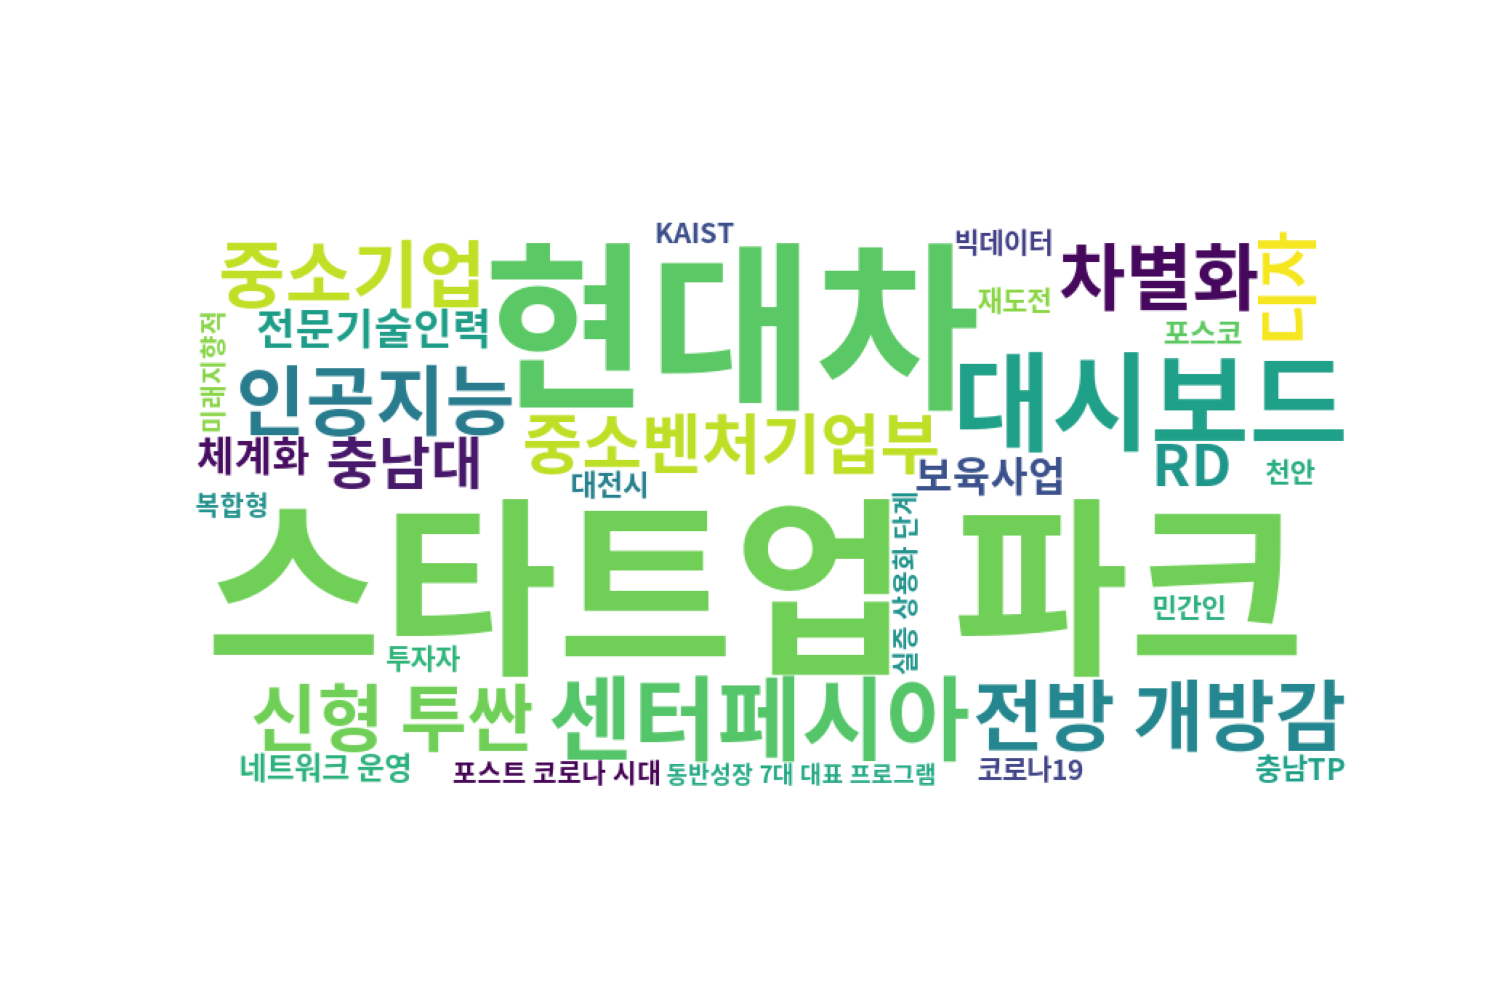 KAIST
빅데이터
중소기업
현대차
차별화
디자
재도전
미래지향적
전문기술인력
포스코
인공지능
대시보드
중소벤처기업부
체계화
충남대
보육사업
RD
천안
대전시
복합형
스타트업 파크
실증 상용화 단계
민간인
투자자
신형 투싼
센터페시아
전방 개방감
네트워크 운영
포스트 코로나 시대
동반성장 7대 대표 프로그램
코로나19
충남TP